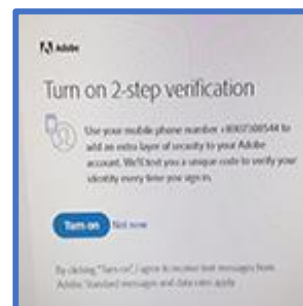 Adobe
Turn on 2-step verification
Use your mobile phone number
to
add an extra layer of security to your Adobe
account. We'll text you a unique code to verify your
identity every time you sign in.
Turn on
Not now
By clicking "Turn on", I agree to receive text messages from
Adobe. Standard messages and data rates apply.